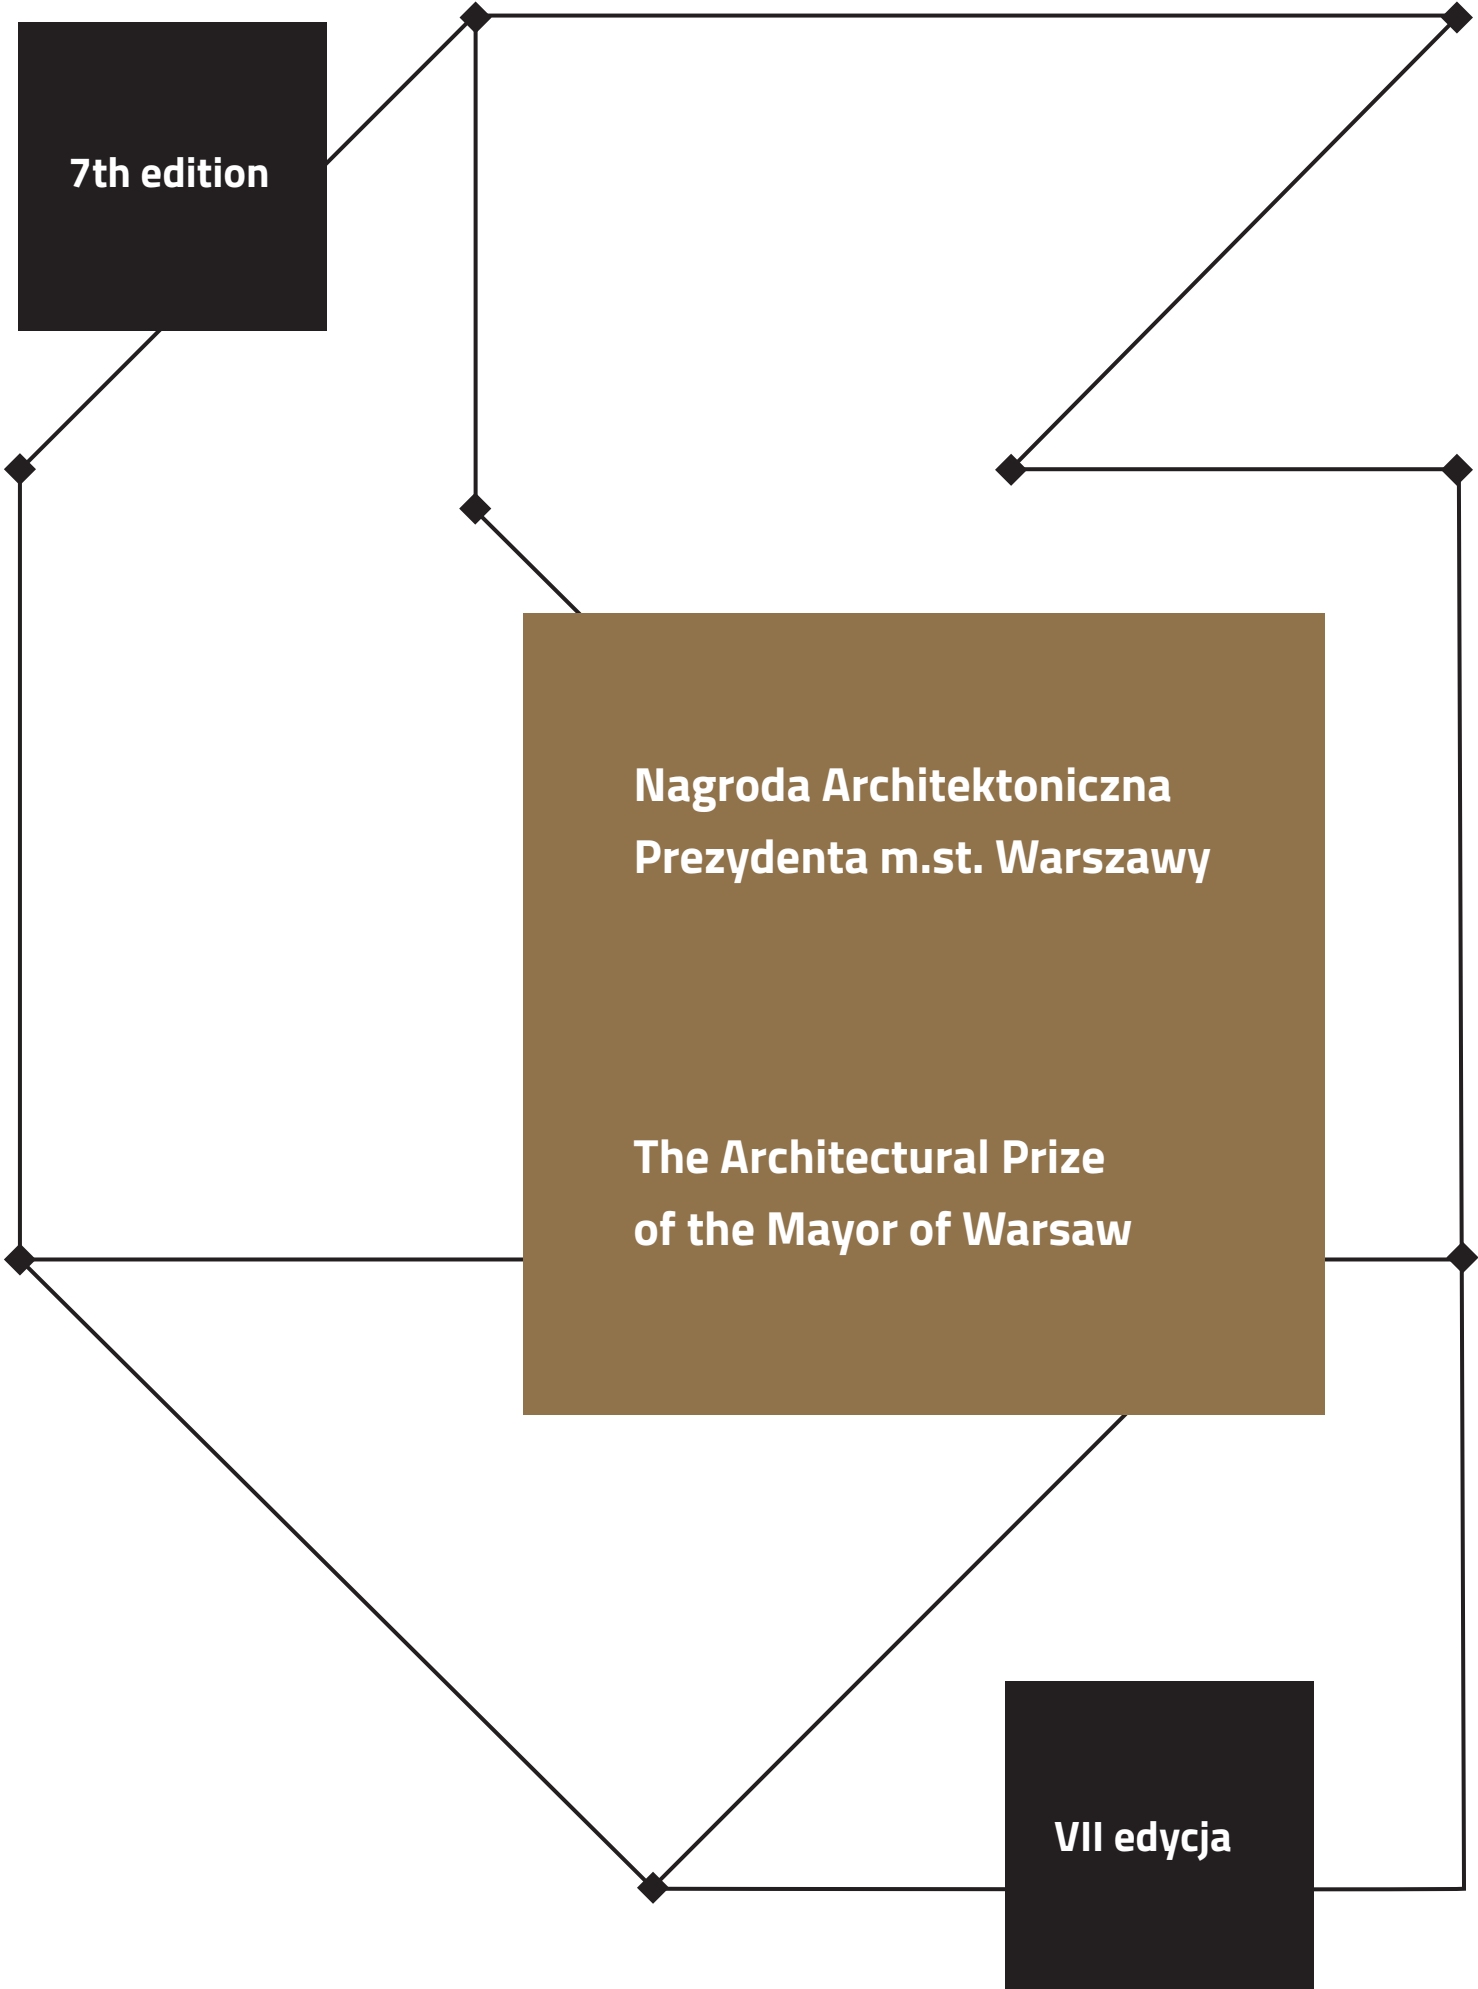 7th edition
Nagroda Architektoniczna
Prezydenta m.st. Warszawy
The Architectural Prize
of the Mayor of Warsaw
VII edycja